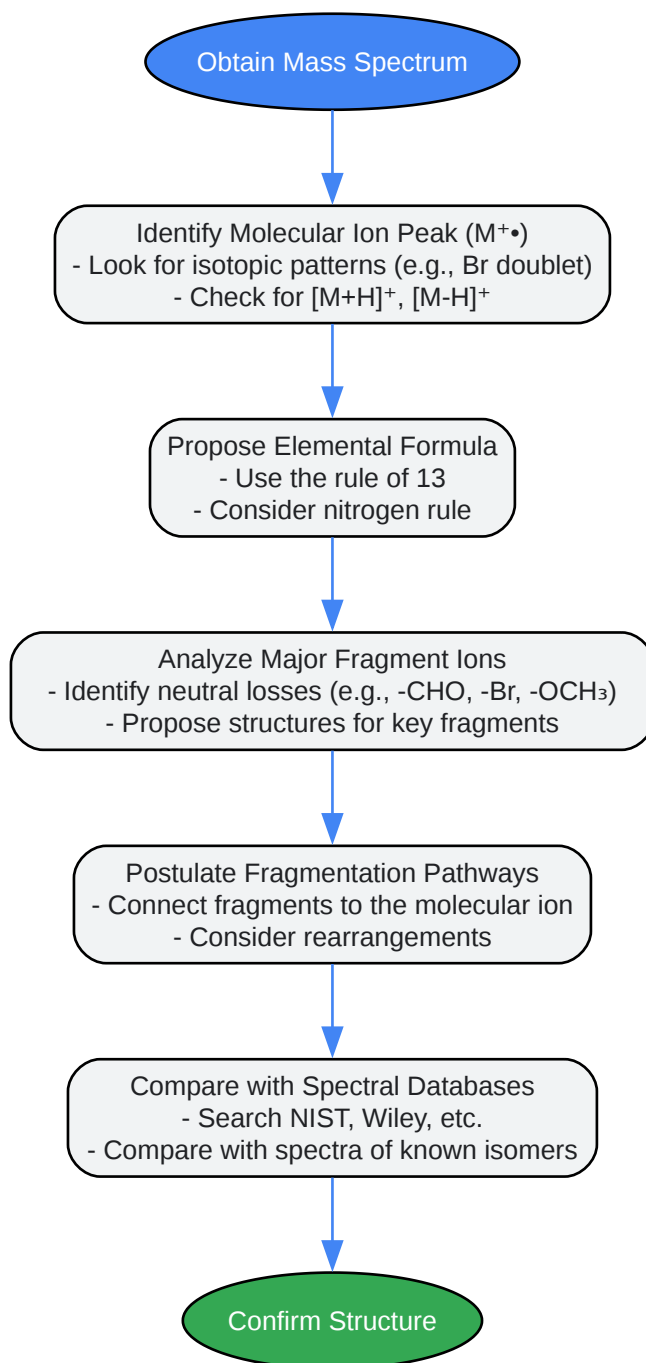 Obtain Mass Spectrum
Identify Molecular Ion Peak (M⁺•)
- Look for isotopic patterns (e.g., Br doublet)
- Check for [M+H]⁺, [M-H]⁺
Propose Elemental Formula
- Use the rule of 13
- Consider nitrogen rule
Analyze Major Fragment Ions
- Identify neutral losses (e.g., -CHO, -Br, -OCH₃)
- Propose structures for key fragments
Postulate Fragmentation Pathways
- Connect fragments to the molecular ion
- Consider rearrangements
Compare with Spectral Databases
- Search NIST, Wiley, etc.
- Compare with spectra of known isomers
Confirm Structure